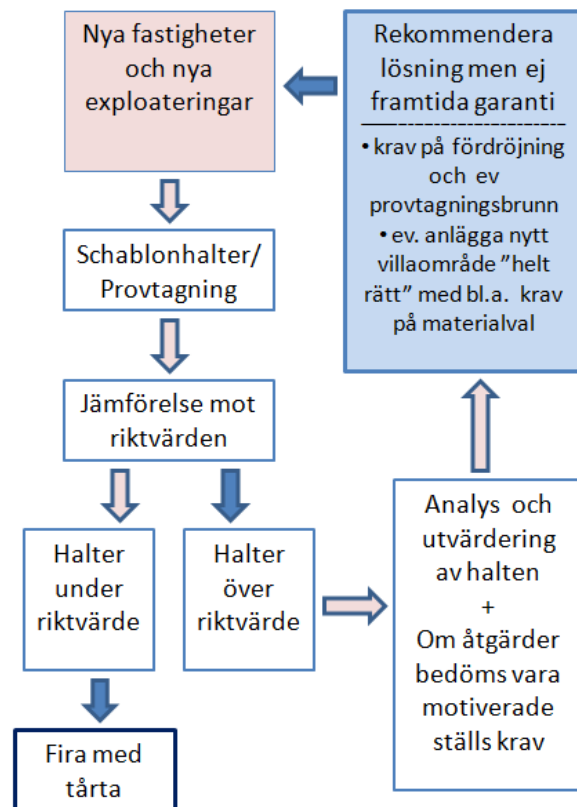 Nya fastigheter
och nya
exploateringar
Schablonhalter/
Provtagning
Jämförelse mot
riktvärden
Halter
under
riktvärde
Fira med
tårta
Halter
över
riktvärde
Analys och
utvärdering
av halten
+
Om åtgärder
bedöms vara
motiverade
ställs krav
Rekommendera
lösning men ej
framtida garanti
• krav på fördröjning
och ev
provtagningsbrunn
• ev. anlägga nytt
villaområde ”helt
rätt” med bl.a. krav
på materialval